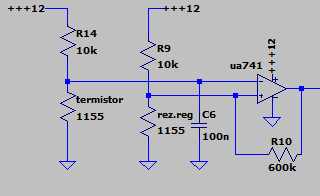 +++12
+++12
R14
10k
R9
10k
ua741
+++12
termistor
1155
rez.reg
1155
C6
100n
R10
600k